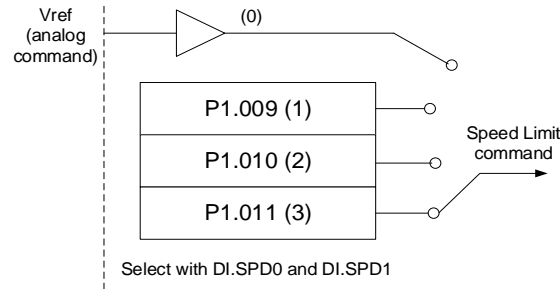 Vref
(analog
command)
(0)
P1.009 (1)
P1.010 (2)
P1.011 (3)
Speed Limit
command
Select with DI.SPD0 and DI.SPD1